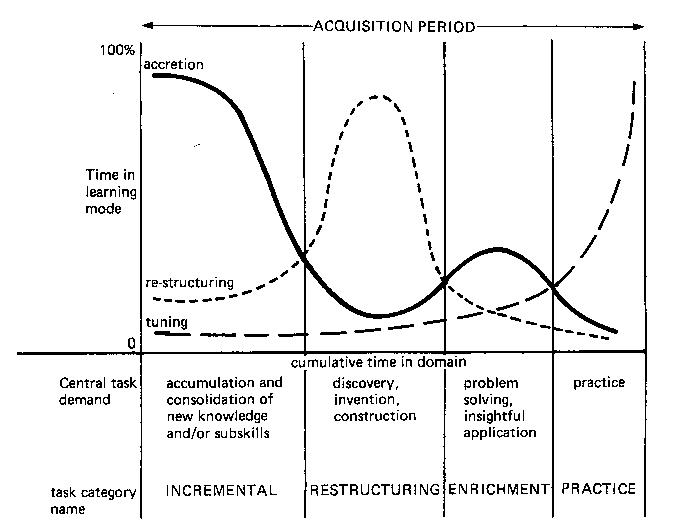 ACQUISITION PERIOD
100%
accretion
Time in
learning
mode
re-structuring
tuning
0
cumulative time in domain
Central task
demand
accumulation and
consolidation of
new knowledge
and/or subskills
discovery,
invention,
construction
problem
solving,
insightful
application
practice
task category
name
INCREMENTAL
RESTRUCTURING
ENRICHMENT
PRACTICE